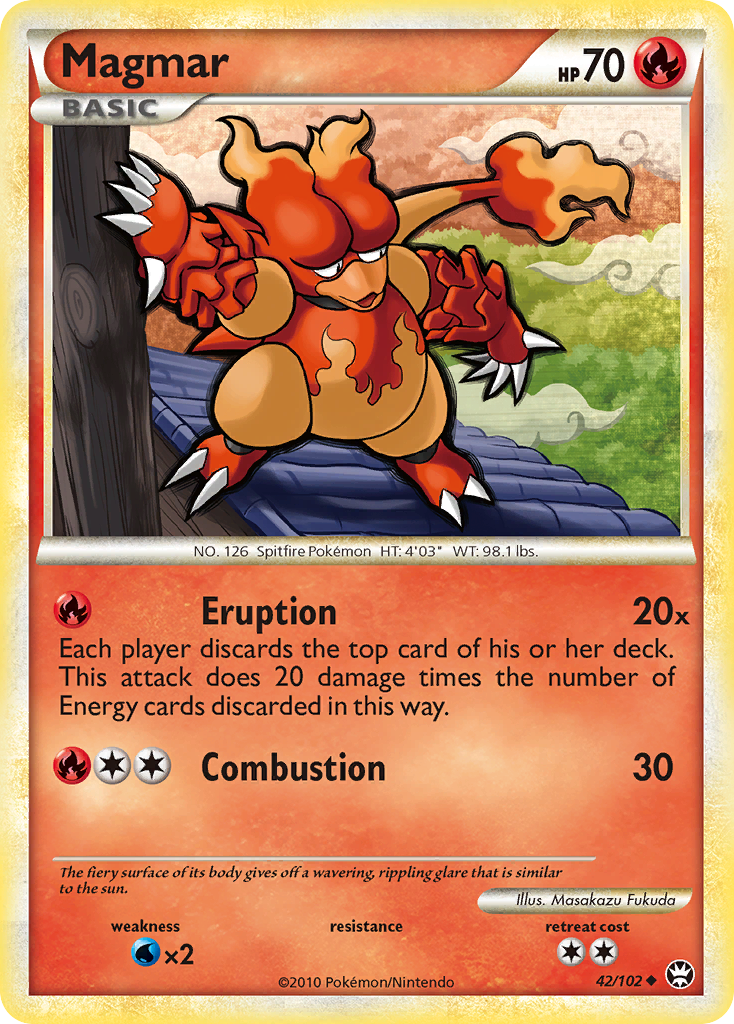 Magmar
HP 70
BASIC
NO. 126 Spitfire Pokémon HT: 4'03" WT: 98.1 lbs.
Eruption 20x
Each player discards the top card of his or her deck.
This attack does 20 damage times the number of
Energy cards discarded in this way.
Combustion 30
The fiery surface of its body gives off a wavering, rippling glare that is similar
to the sun.
Illus. Masakazu Fukuda
weakness resistance retreat cost
×2
©2010 Pokémon/Nintendo 42/102